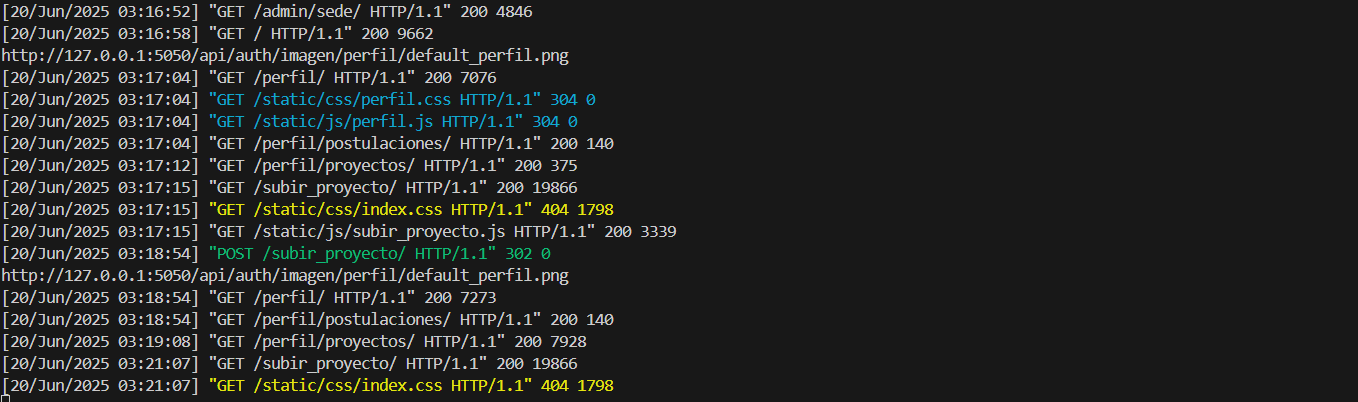 [20/Jun/2025 03:16:52] "GET /admin/sede/ HTTP/1.1" 200 4846
[20/Jun/2025 03:16:58] "GET / HTTP/1.1" 200 9662
http://127.0.0.1:5050/api/auth/imagen/perfil/default_perfil.png
[20/Jun/2025 03:17:04] "GET /perfil/ HTTP/1.1" 200 7076
[20/Jun/2025 03:17:04] "GET /static/css/perfil.css HTTP/1.1" 304 0
[20/Jun/2025 03:17:04] "GET /static/js/perfil.js HTTP/1.1" 304 0
[20/Jun/2025 03:17:04] "GET /perfil/postulaciones/ HTTP/1.1" 200 140
[20/Jun/2025 03:17:12] "GET /perfil/proyectos/ HTTP/1.1" 200 375
[20/Jun/2025 03:17:15] "GET /subir_proyecto/ HTTP/1.1" 200 19866
[20/Jun/2025 03:17:15] "GET /static/css/index.css HTTP/1.1" 404 1798
[20/Jun/2025 03:17:15] "GET /static/js/subir_proyecto.js HTTP/1.1" 200 3339
[20/Jun/2025 03:18:54] "POST /subir_proyecto/ HTTP/1.1" 302 0
http://127.0.0.1:5050/api/auth/imagen/perfil/default_perfil.png
[20/Jun/2025 03:18:54] "GET /perfil/ HTTP/1.1" 200 7273
[20/Jun/2025 03:18:54] "GET /perfil/postulaciones/ HTTP/1.1" 200 140
[20/Jun/2025 03:19:08] "GET /perfil/proyectos/ HTTP/1.1" 200 7928
[20/Jun/2025 03:21:07] "GET /subir_proyecto/ HTTP/1.1" 200 19866
[20/Jun/2025 03:21:07] "GET /static/css/index.css HTTP/1.1" 404 1798